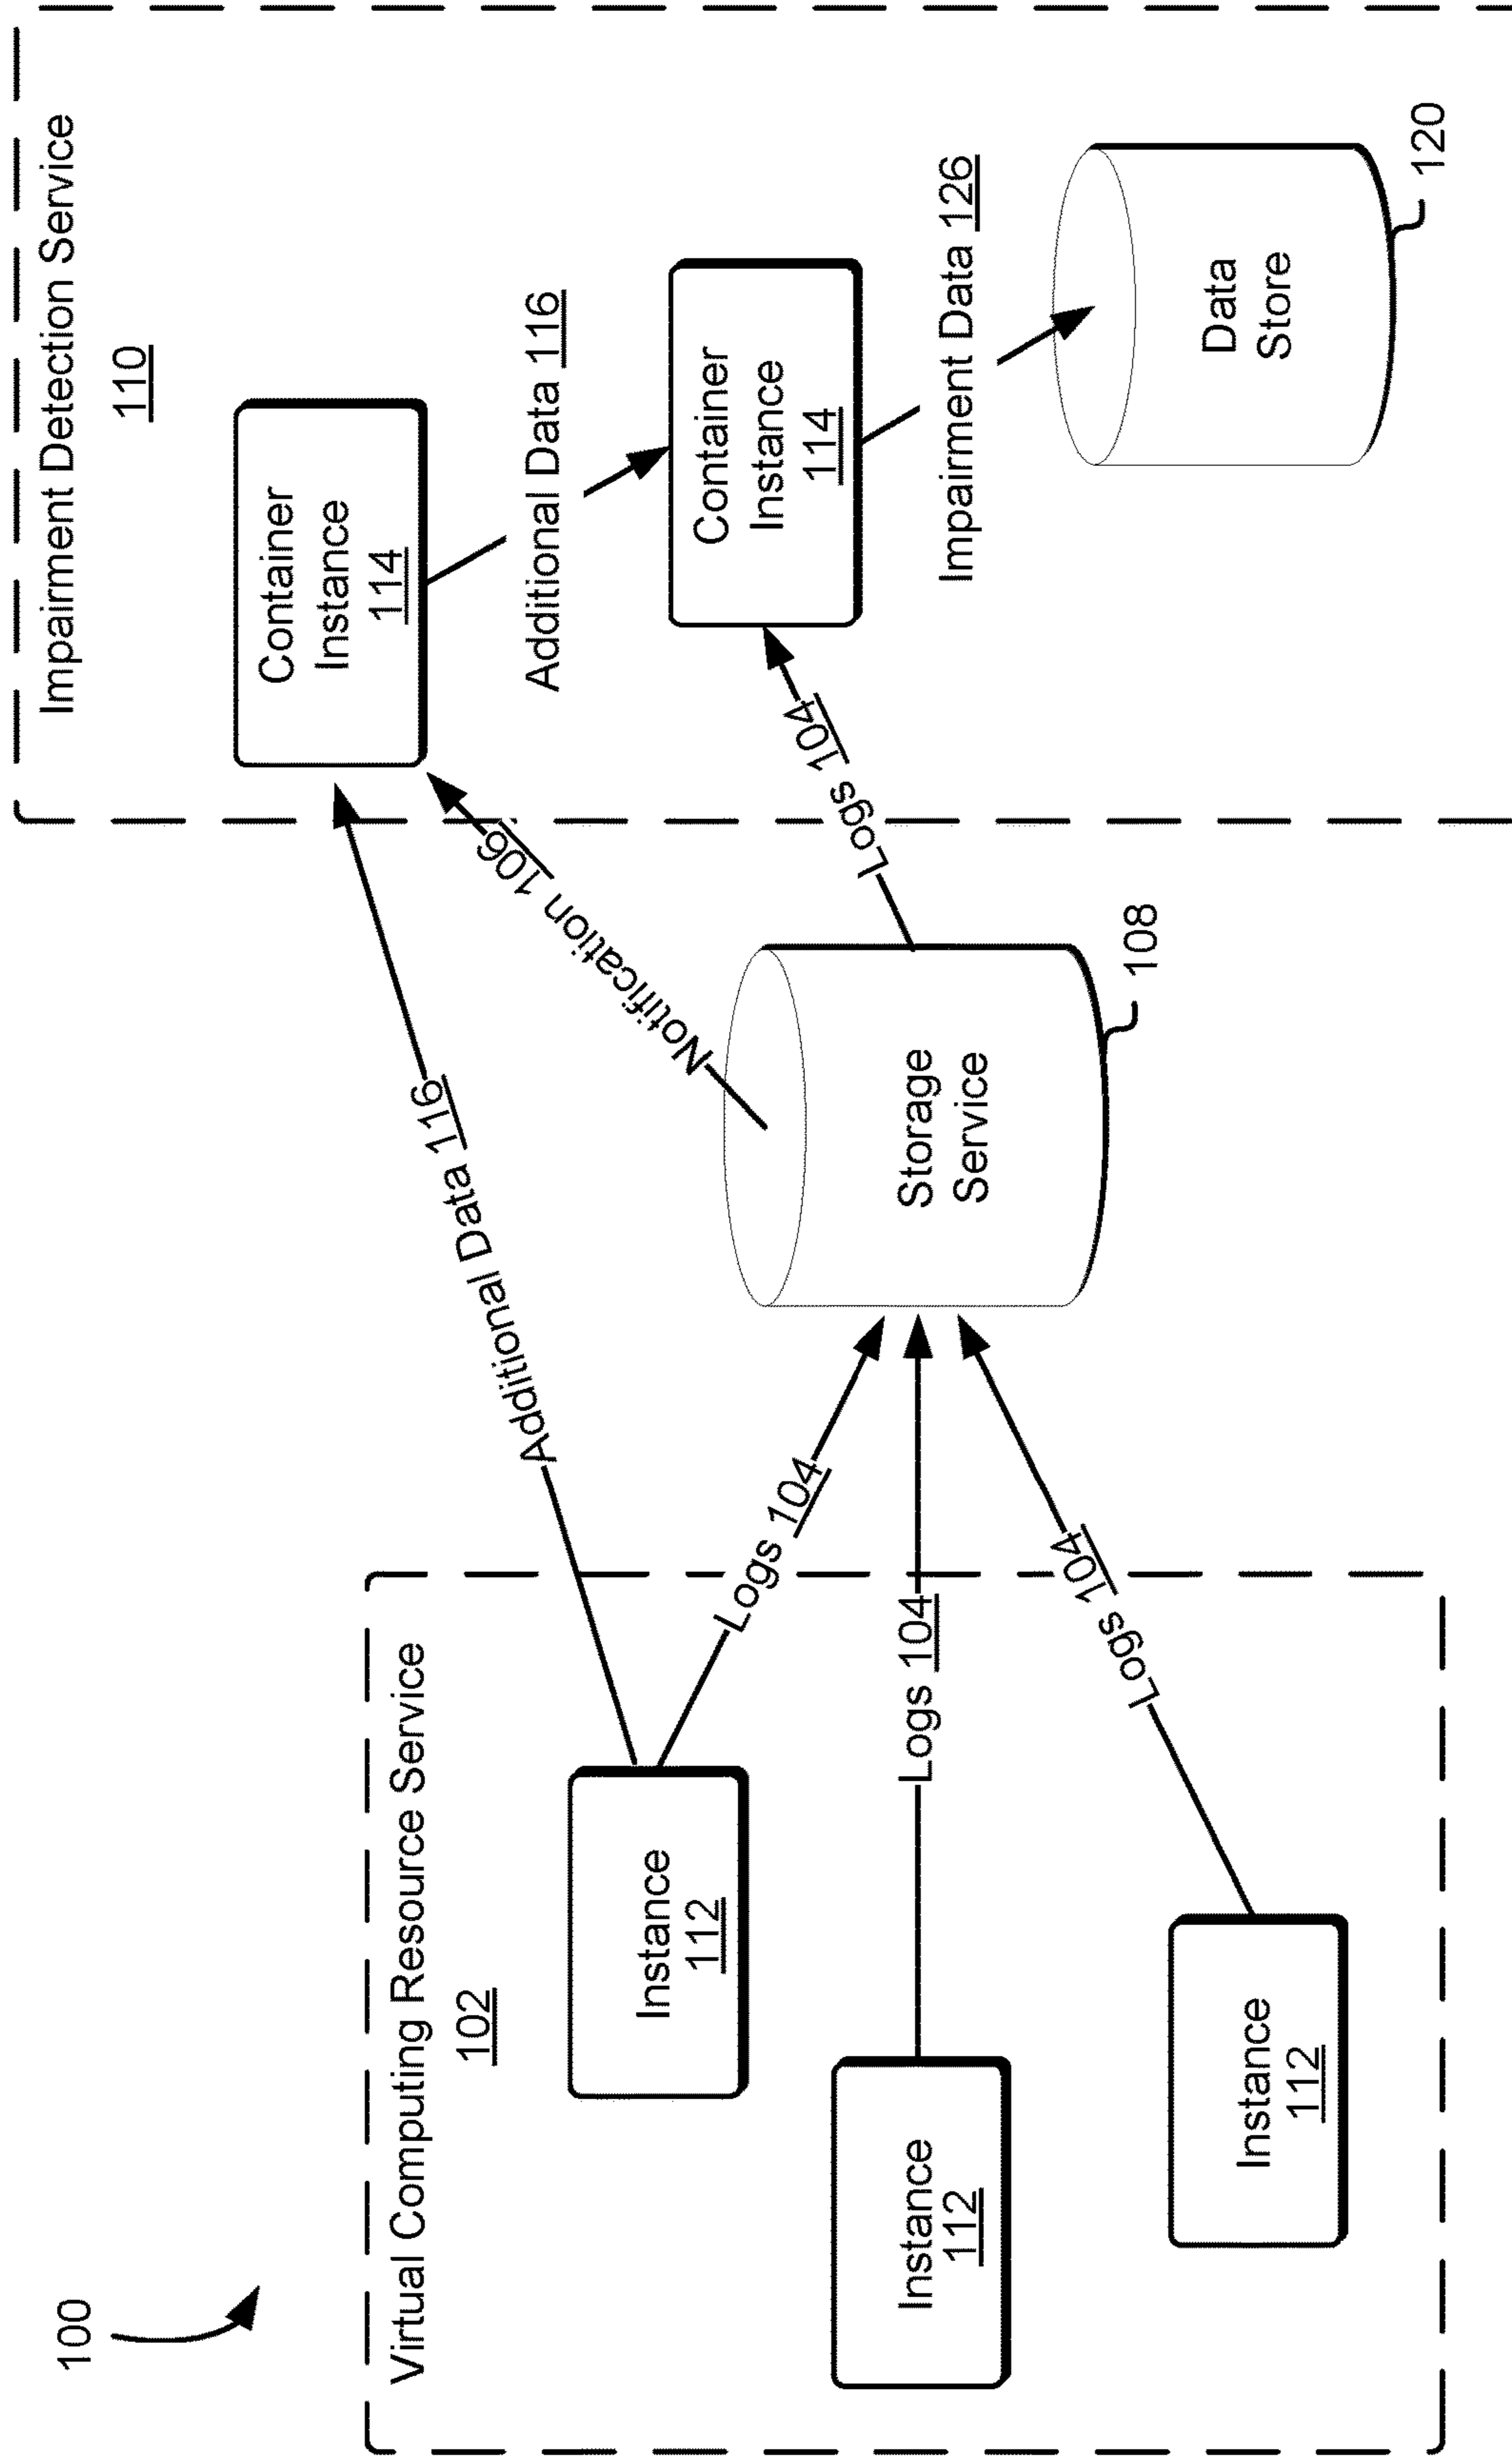 100
Virtual Computing Resource Service
102
Instance
112
Instance
112
Instance
112
Logs 104
Logs 104
Logs 104
Additional Data 116
Storage
Service
108
Notification 106
Logs 104
Impairment Detection Service
110
Container
Instance
114
Additional Data 116
Container
Instance
114
Impairment Data 126
Data
Store
120